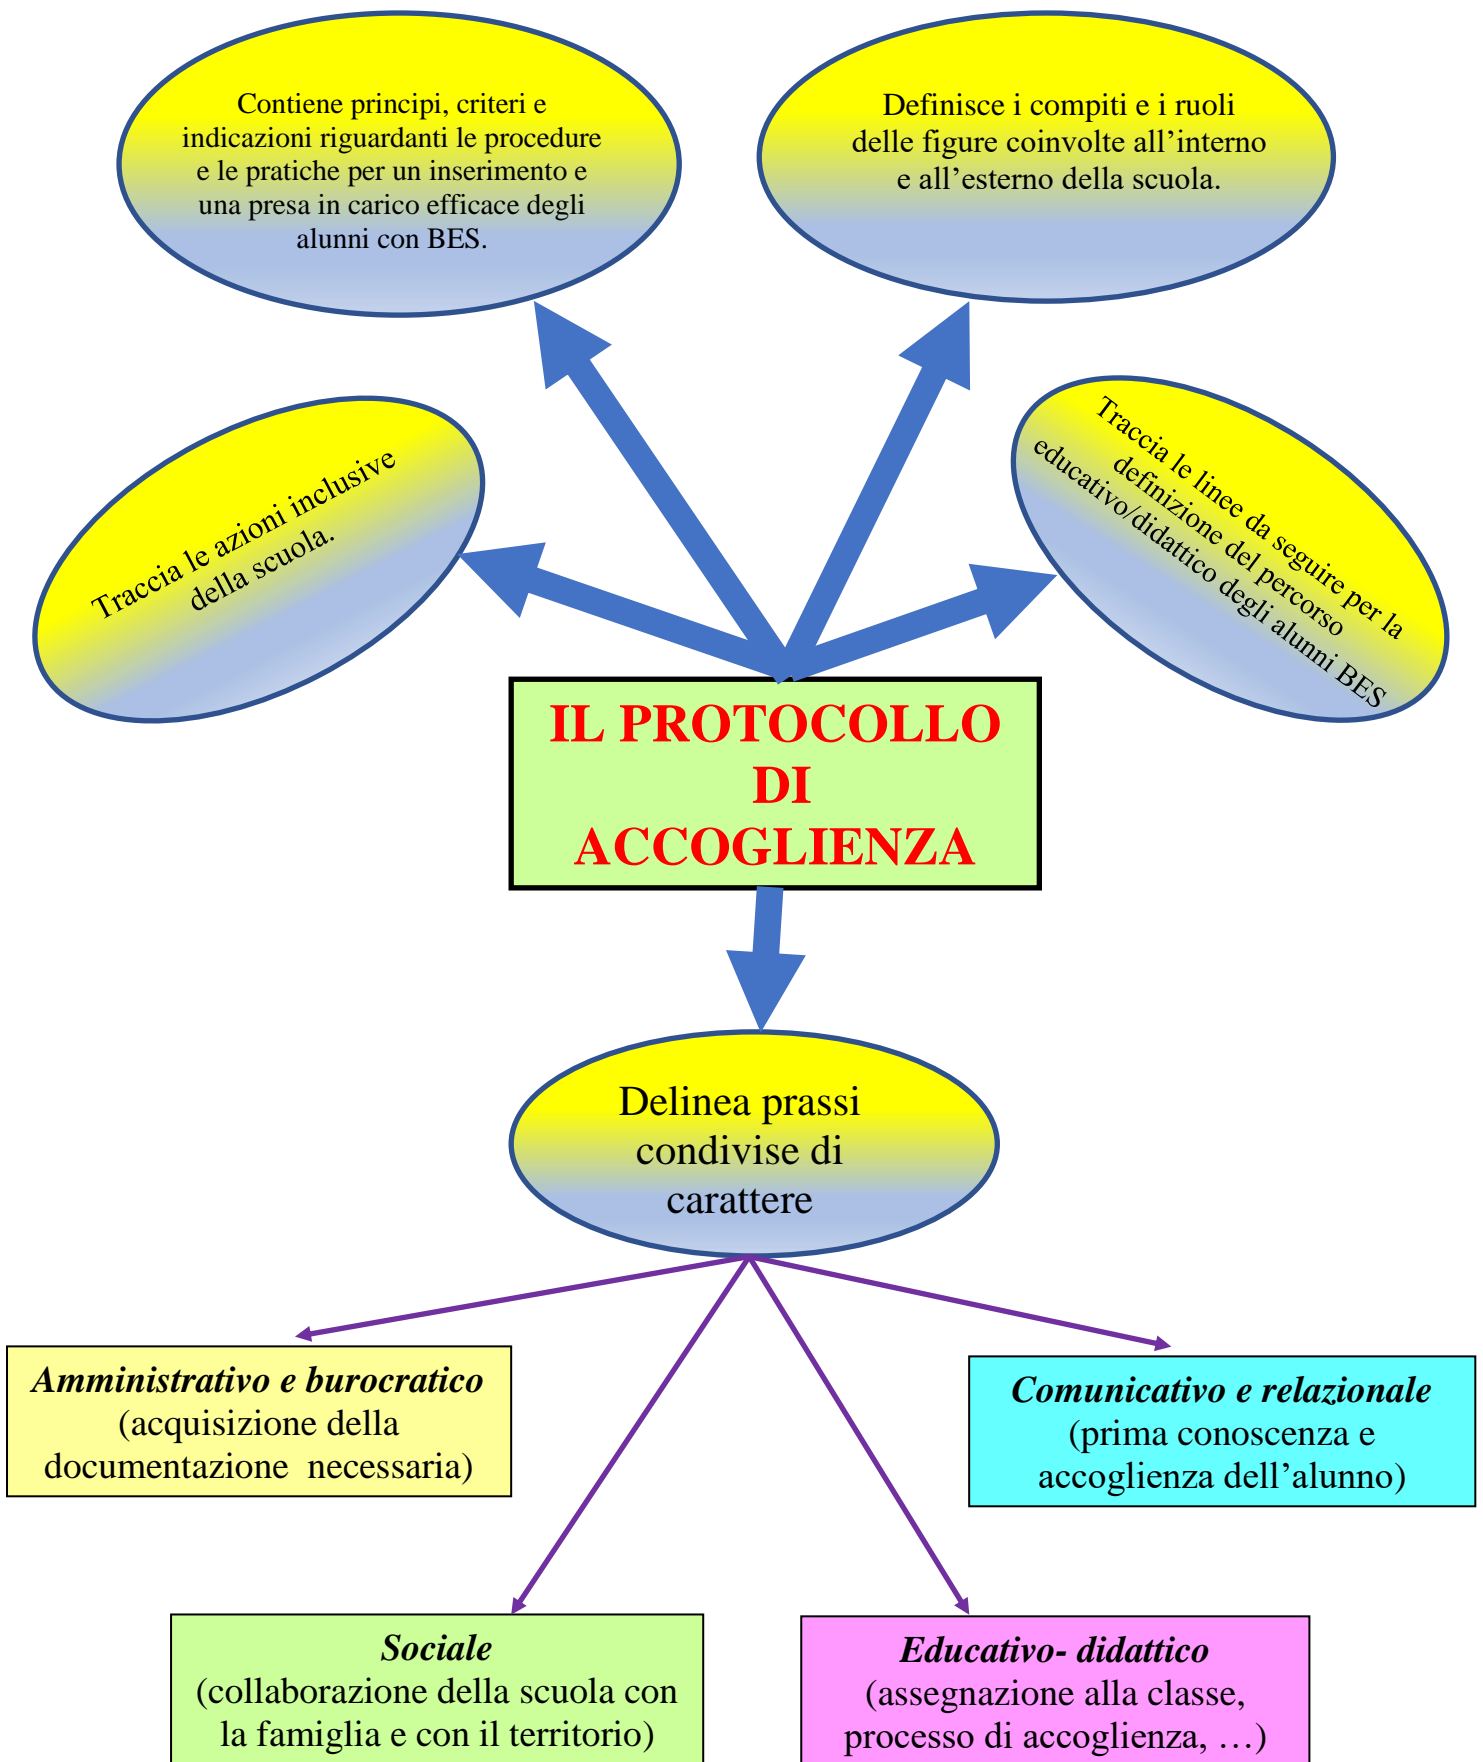 Contiene principi, criteri e
indicazioni riguardanti le procedure
e le pratiche per un inserimento e
una presa in carico efficace degli
alunni con BES.
Definisce i compiti e i ruoli
delle figure coinvolte all’interno
e all’esterno della scuola.
Traccia le azioni inclusive
della scuola.
Traccia le linee da seguire per la
definizione del percorso
educativo/didattico degli alunni BES
IL PROTOCOLLO
DI
ACCOGLIENZA
Delinea prassi
condivise di
carattere
Amministrativo e burocratico
(acquisizione della
documentazione  necessaria)
Comunicativo e relazionale
(prima conoscenza e
accoglienza dell’alunno)
Sociale
(collaborazione della scuola con
la famiglia e con il territorio)
Educativo- didattico
(assegnazione alla classe,
processo di accoglienza, …)